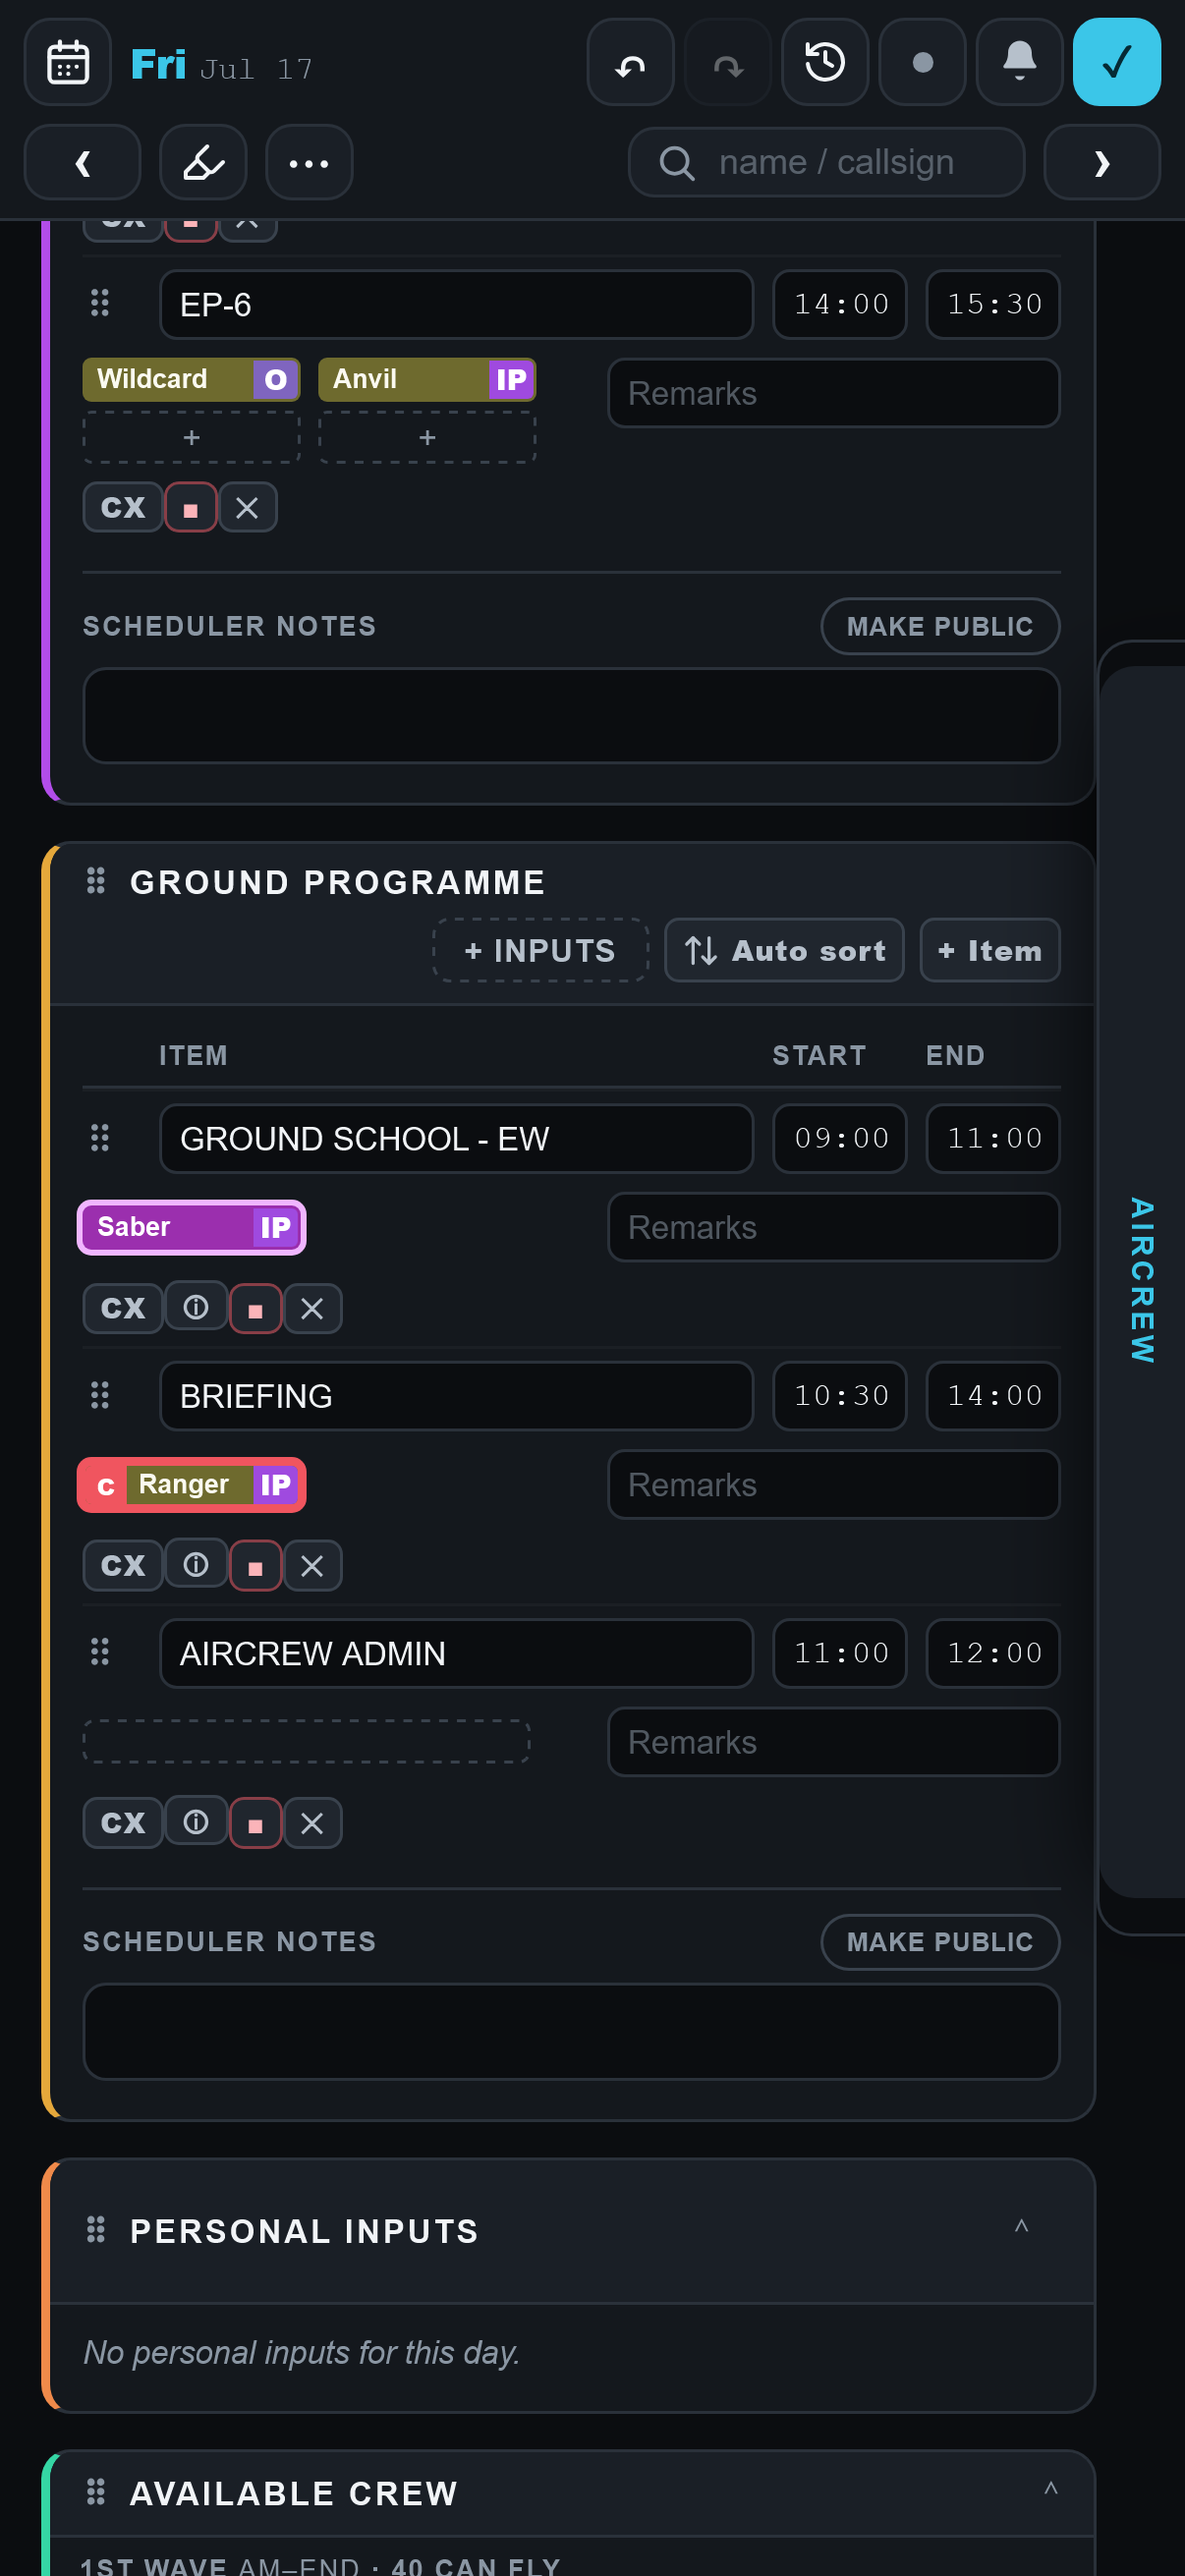 Fri Jul 17
name / callsign
CX
EP-6 14:00 15:30
Wildcard O Anvil IP Remarks
+ +
CX
SCHEDULER NOTES MAKE PUBLIC
GROUND PROGRAMME
+ INPUTS Auto sort + Item
ITEM START END
GROUND SCHOOL - EW 09:00 11:00
Saber IP Remarks
CX
BRIEFING 10:30 14:00
C Ranger IP Remarks
CX
AIRCREW ADMIN 11:00 12:00
Remarks
CX
AIRCREW
SCHEDULER NOTES MAKE PUBLIC
PERSONAL INPUTS
No personal inputs for this day.
AVAILABLE CREW
1ST WAVE AM–END · 40 CAN FLY